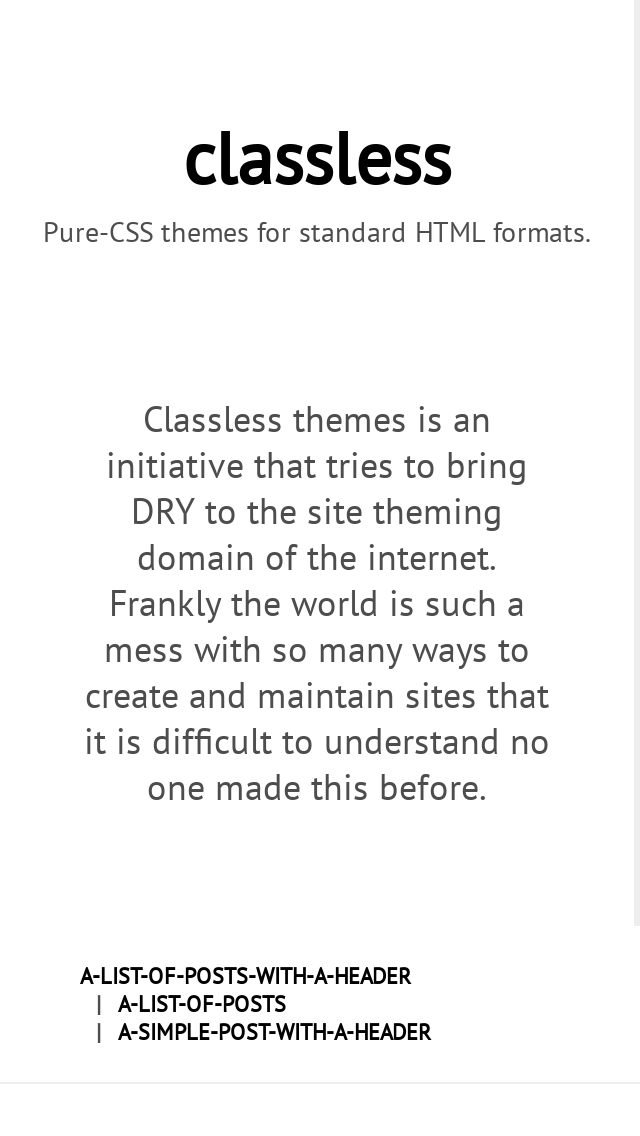 classless
Pure-CSS themes for standard HTML formats.
Classless themes is an
initiative that tries to bring
DRY to the site theming
domain of the internet.
Frankly the world is such a
mess with so many ways to
create and maintain sites that
it is difficult to understand no
one made this before.
A-LIST-OF-POSTS-WITH-A-HEADER
| A-LIST-OF-POSTS
| A-SIMPLE-POST-WITH-A-HEADER